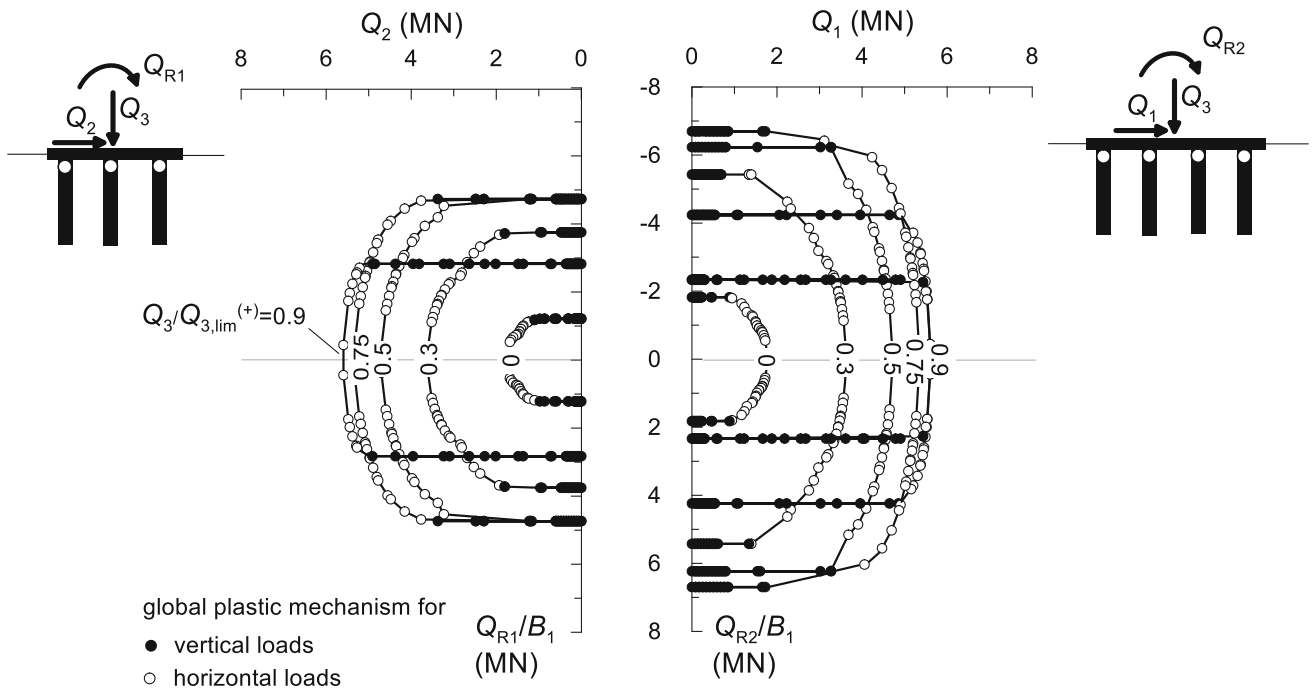 Q2 (MN)
8 6 4 2 0
QR1
Q2
Q3
Q3/Q3,lim(+)=0.9
0.75
0.5
0.3
0
QR1/B1
(MN)
global plastic mechanism for
vertical loads
horizontal loads
Q1 (MN)
0 2 4 6 8
-8
-6
-4
-2
0
2
4
6
8
QR2
Q1
Q3
0
0.3
0.5
0.75
0.9
QR2/B1
(MN)